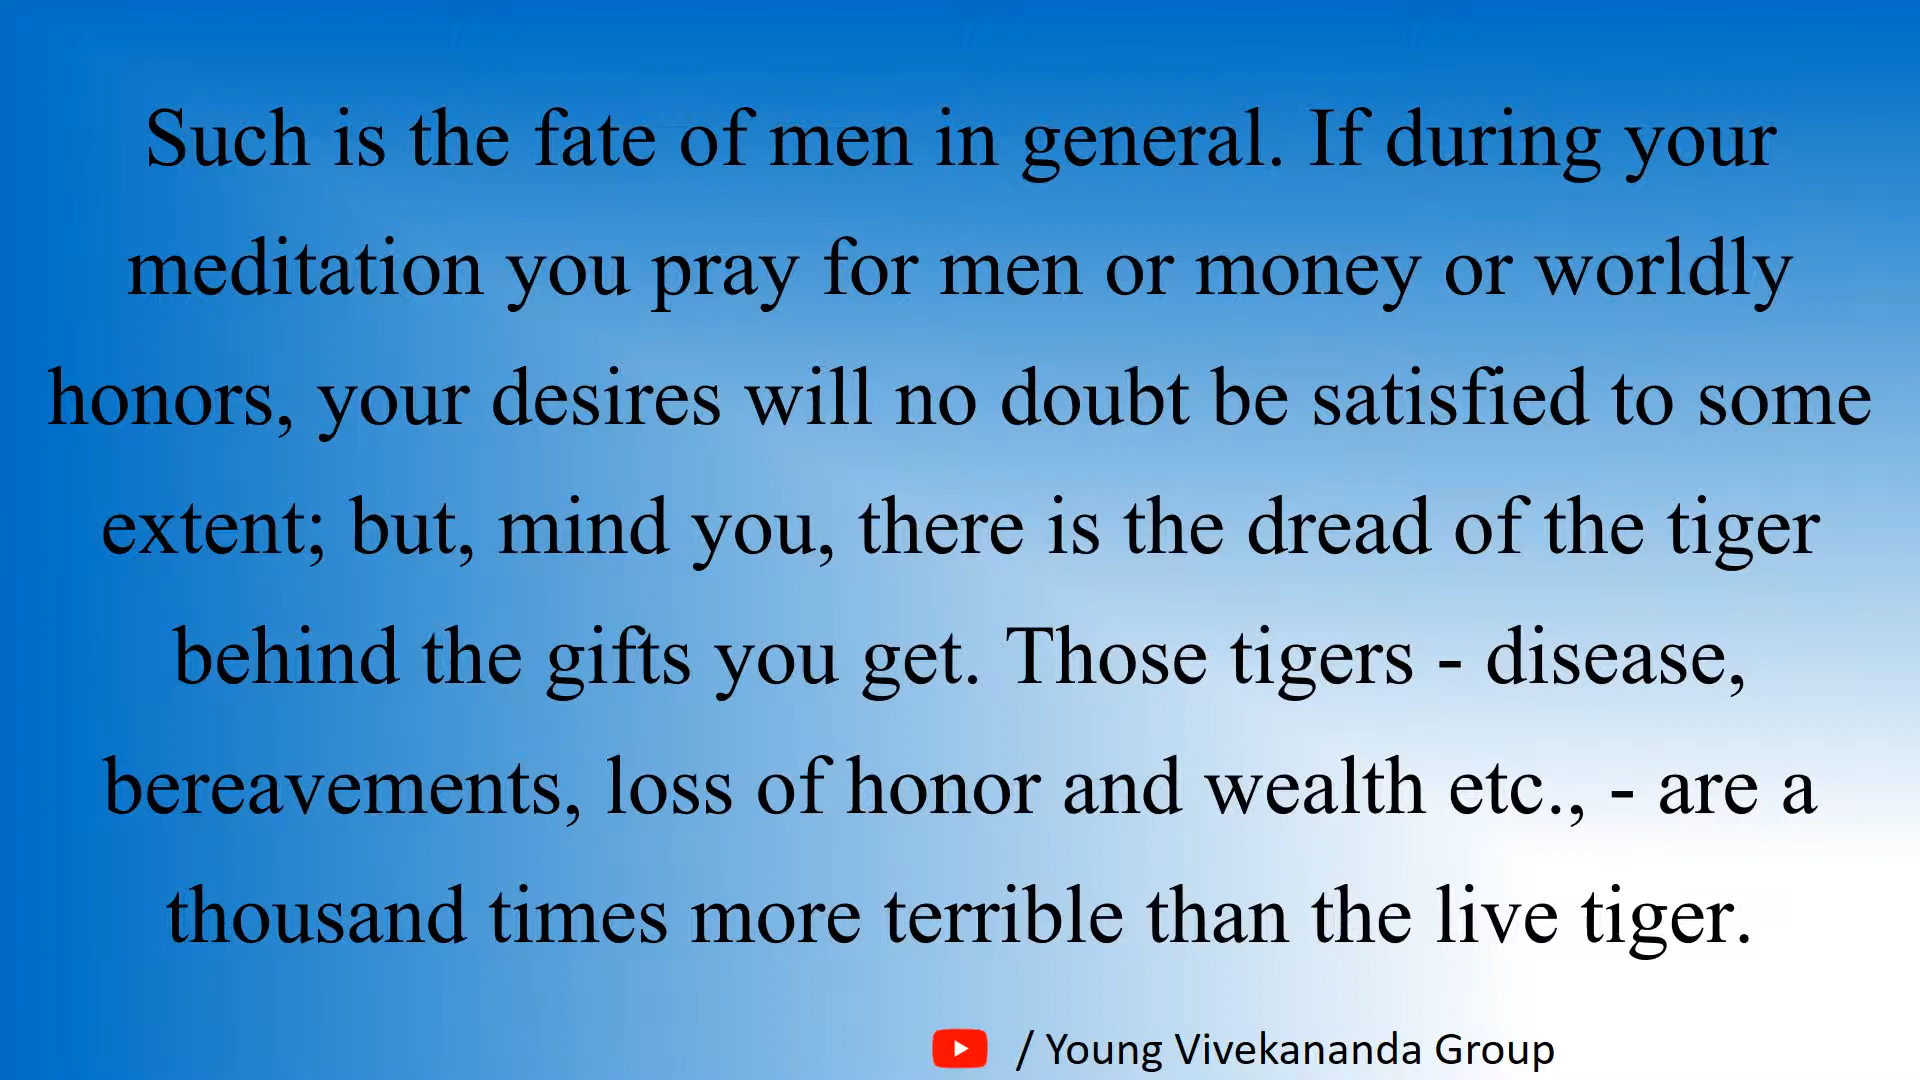 Such is the fate of men in general. If during your
meditation you pray for men or money or worldly
honors, your desires will no doubt be satisfied to some
extent; but, mind you, there is the dread of the tiger
behind the gifts you get. Those tigers - disease,
bereavements, loss of honor and wealth etc., - are a
thousand times more terrible than the live tiger.
/ Young Vivekananda Group